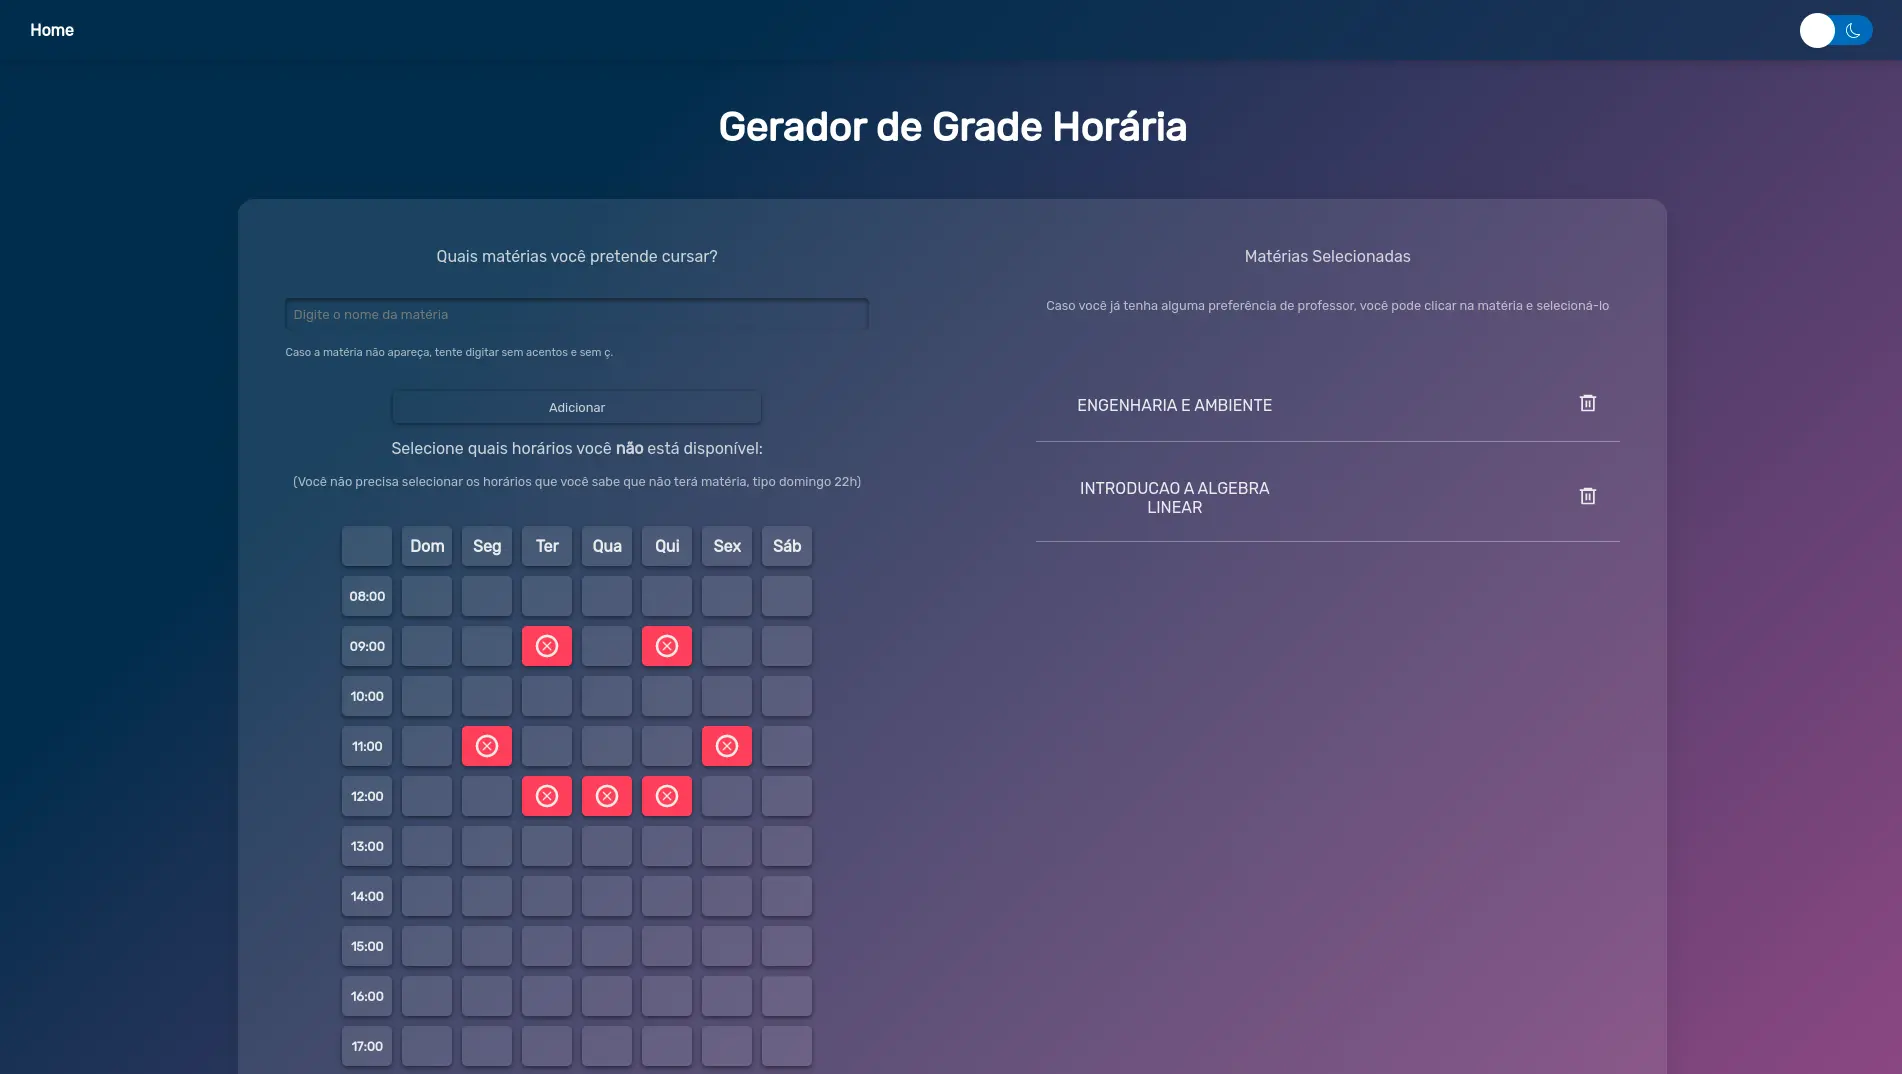 Home
Gerador de Grade Horária
Quais matérias você pretende cursar?
Digite o nome da matéria
Caso a matéria não apareça, tente digitar sem acentos e sem ç.
Adicionar
Selecione quais horários você não está disponível:
(Você não precisa selecionar os horários que você sabe que não terá matéria, tipo domingo 22h)
Dom Seg Ter Qua Qui Sex Sáb
08:00
09:00
10:00
11:00
12:00
13:00
14:00
15:00
16:00
17:00
Matérias Selecionadas
Caso você já tenha alguma preferência de professor, você pode clicar na matéria e selecioná-lo
ENGENHARIA E AMBIENTE
INTRODUCAO A ALGEBRA
LINEAR